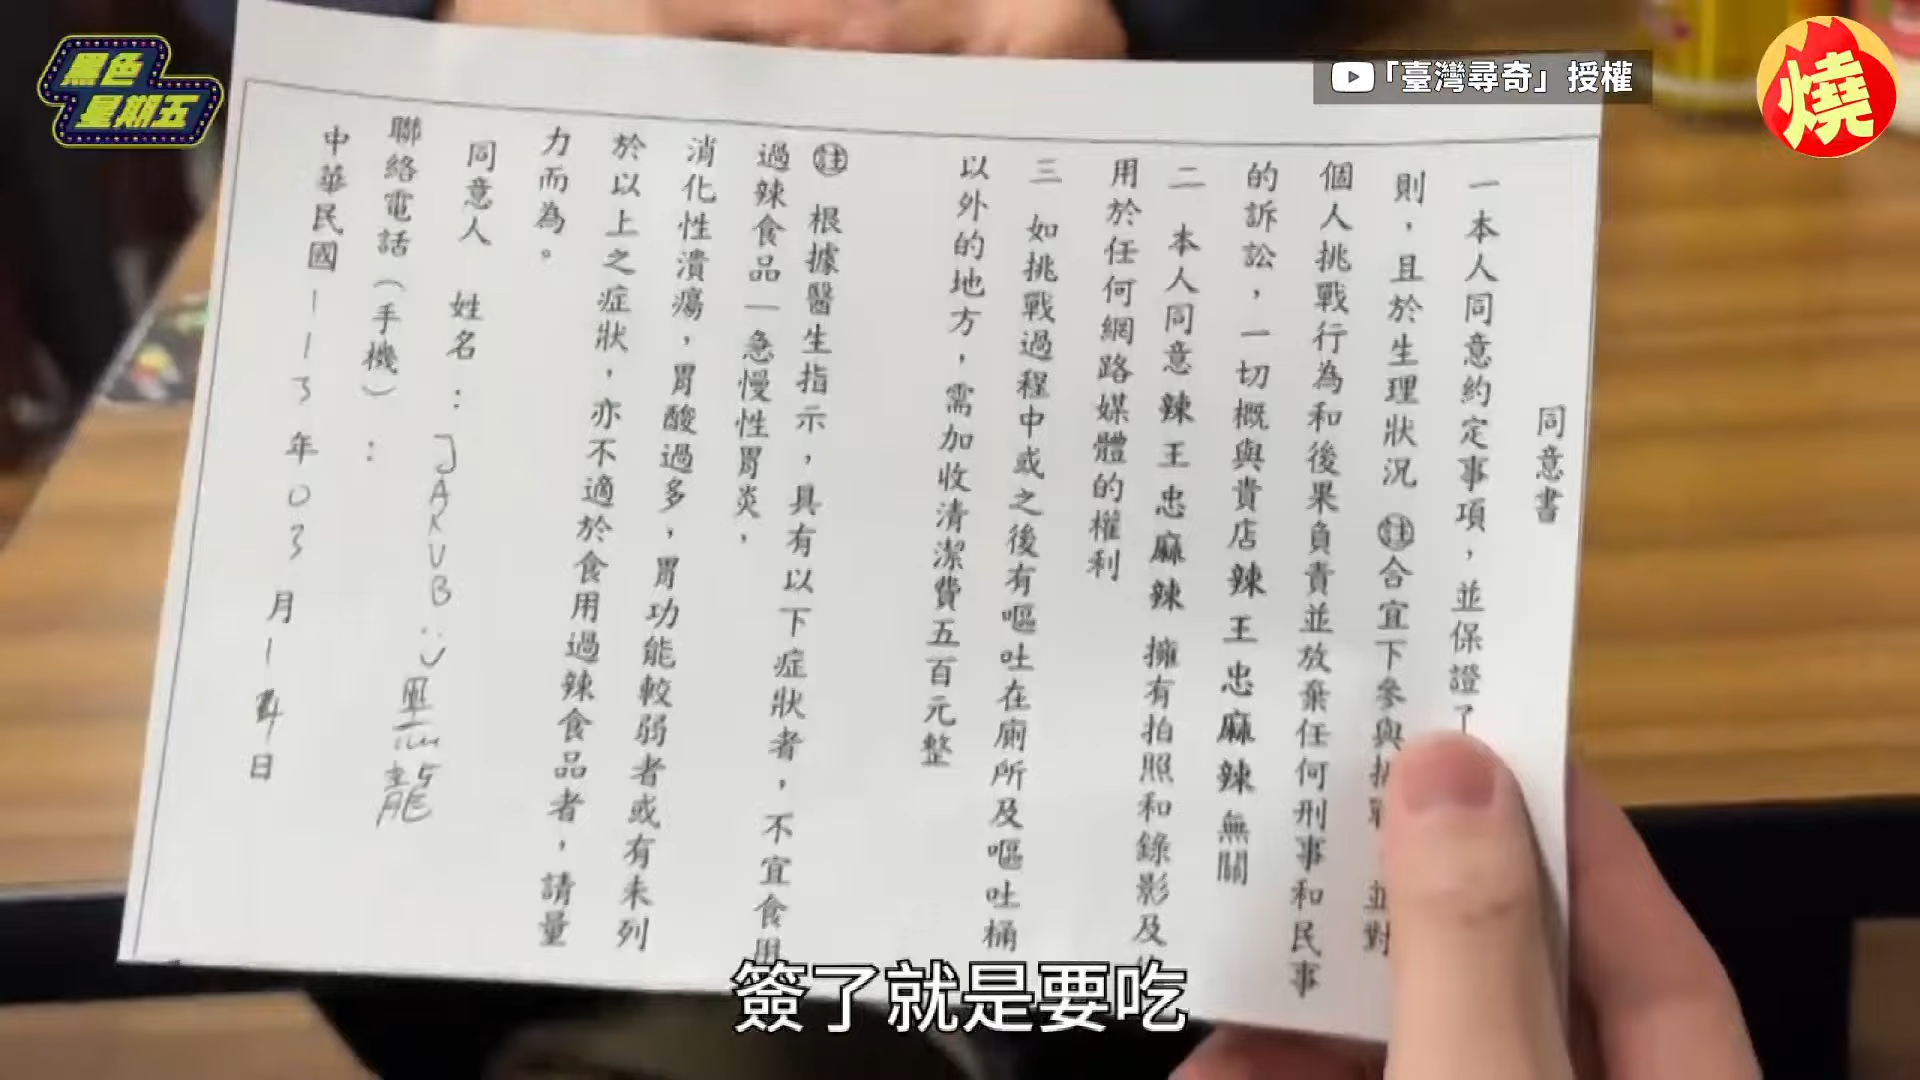 黑色
星期五
「臺灣尋奇」授權
燒
同意書
一本人同意約定事項，並保證了
則，且於生理狀況 註合宜下參與挑戰 並對
個人挑戰行為和後果負責並放棄任何刑事和民事
的訴訟，一切概與貴店辣王忠麻辣無關
二 本人同意辣王忠麻辣 擁有拍照和錄影及
用於任何網路媒體的權利
三 如挑戰過程中或之後有嘔吐在廁所及嘔吐桶
以外的地方，需加收清潔費五百元整
註 根據醫生指示，具有以下症狀者，不宜食用
過辣食品—急慢性胃炎，
消化性潰瘍，胃酸過多，胃功能較弱者或有未列
於以上之症狀，亦不適於食用過辣食品者，請量
力而為。
同意人 姓名：JAKUB :) 黑龍
聯絡電話（手機）：
中華民國113年03月14日
簽了就是要吃